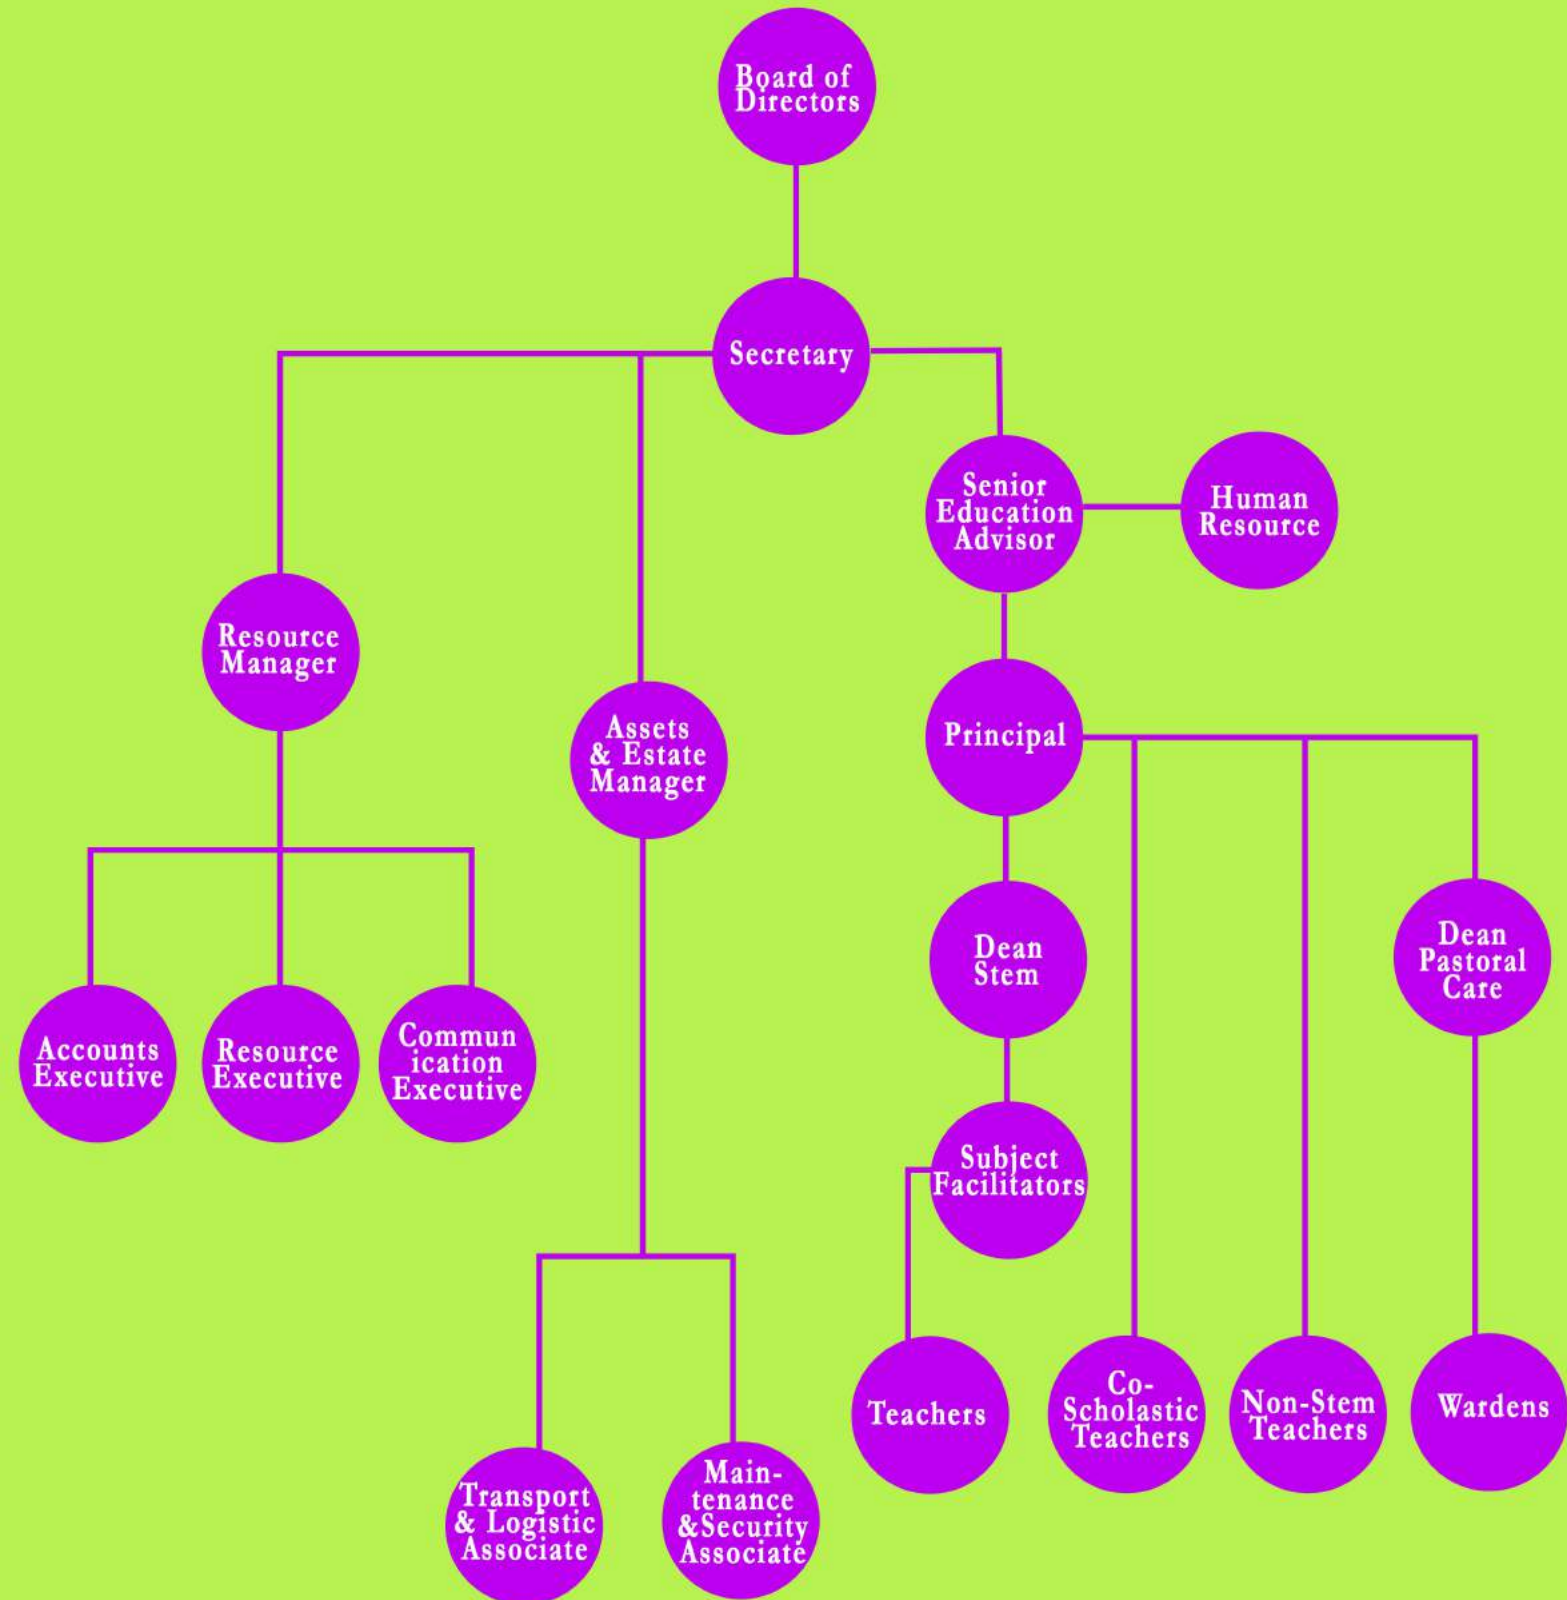 Board of
Directors
Secretary
Senior
Education
Advisor
Human
Resource
Resource
Manager
Assets
& Estate
Manager
Principal
Dean
Stem
Dean
Pastoral
Care
Accounts
Executive
Resource
Executive
Commun
ication
Executive
Subject
Facilitators
Teachers
Co-
Scholastic
Teachers
Non-Stem
Teachers
Wardens
Transport
& Logistic
Associate
Main-
tenance
&Security
Associate